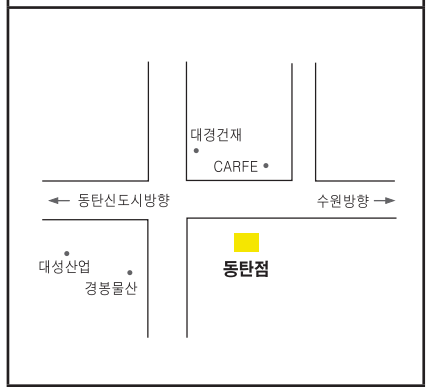 대경건재
CARFE
← 동탄신도시방향
수원방향 →
동탄점
대성산업
경봉물산